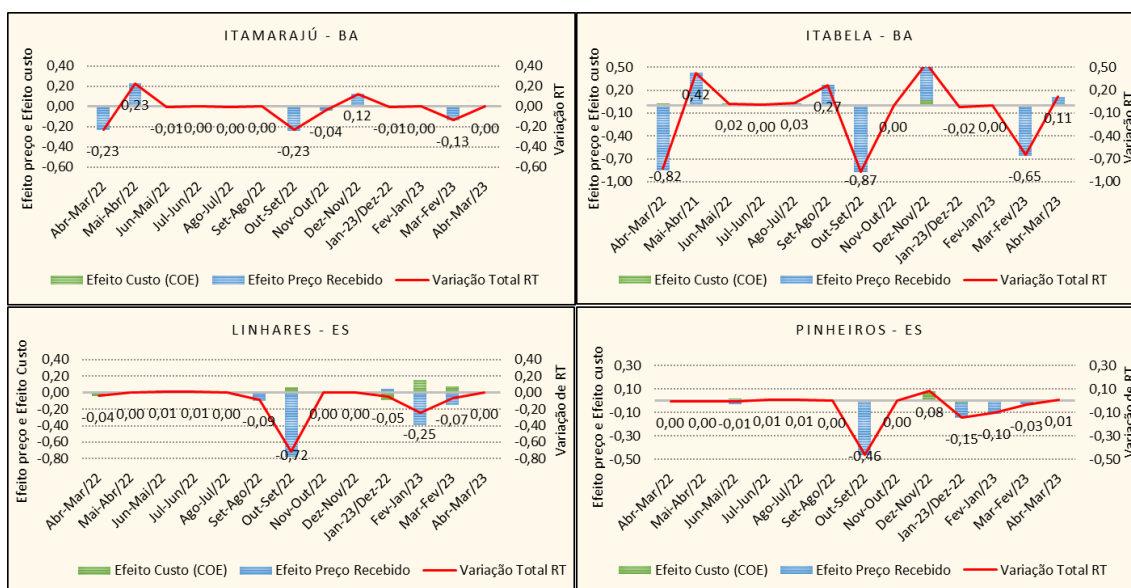 ITAMARAJÚ - BA
Efeito preço e Efeito custo
0,40
0,20
0,00
-0,20
-0,40
-0,60
-0,23
0,23
-0,01
0,00
0,00
0,00
-0,23
-0,04
0,12
-0,01
0,00
-0,13
0,00
0,40
0,20
0,00
-0,20
-0,40
-0,60
Variação RT
Abr-Mar/22
Mai-Abr/22
Jun-Mai/22
Jul-Jun/22
Ago-Jul/22
Set-Ago/22
Out-Set/22
Nov-Out/22
Dez-Nov/22
Jan-23/Dez-22
Fev-Jan/23
Mar-Fev/23
Abr-Mar/23
Efeito Custo (COE) Efeito Preço Recebido Variação Total RT
ITABELA - BA
Efeito preço e Efeito custo
0,50
0,20
-0,10
-0,40
-0,70
-1,00
-0,82
0,42
0,02
0,00
0,03
0,27
-0,87
0,00
-0,02
0,00
-0,65
0,11
0,50
0,20
-0,10
-0,40
-0,70
-1,00
Variação RT
Abr-Mar/22
Mai-Abr/21
Jun-Mai/22
Jul-Jun/22
Ago-Jul/22
Set-Ago/22
Out-Set/22
Nov-Out/22
Dez-Nov/22
Jan-23/Dez-22
Fev-Jan/23
Mar-Fev/23
Abr-Mar/23
Efeito Custo (COE) Efeito Preço Recebido Variação Total RT
LINHARES - ES
Efeito preço e Efeito Custo
0,40
0,20
0,00
-0,20
-0,40
-0,60
-0,80
-0,04
0,00
0,01
0,01
0,00
-0,09
-0,72
0,00
0,00
-0,05
-0,25
-0,07
0,00
0,40
0,20
0,00
-0,20
-0,40
-0,60
-0,80
Variação de RT
Abr-Mar/22
Mai-Abr/22
Jun-Mai/22
Jul-Jun/22
Ago-Jul/22
Set-Ago/22
Out-Set/22
Nov-Out/22
Dez-Nov/22
Jan-23/Dez-22
Fev-Jan/23
Mar-Fev/23
Abr-Mar/23
Efeito Custo (COE) Efeito Preço Recebido Variação Total RT
PINHEIROS - ES
Efeito preço e Efeito Custo
0,30
0,10
-0,10
-0,30
-0,50
0,00
0,00
-0,01
0,01
0,01
0,00
-0,46
0,00
0,08
-0,15
-0,10
-0,03
0,01
0,30
0,10
-0,10
-0,30
-0,50
Variação de RT
Abr-Mar/22
Mai-Abr/22
Jun-Mai/22
Jul-Jun/22
Ago-Jul/22
Set-Ago/22
Out-Set/22
Nov-Out/22
Dez-Nov/22
Jan-23/Dez-22
Fev-Jan/23
Mar-Fev/23
Abr-Mar/23
Efeito Custo (COE) Efeito Preço Recebido Variação Total RT